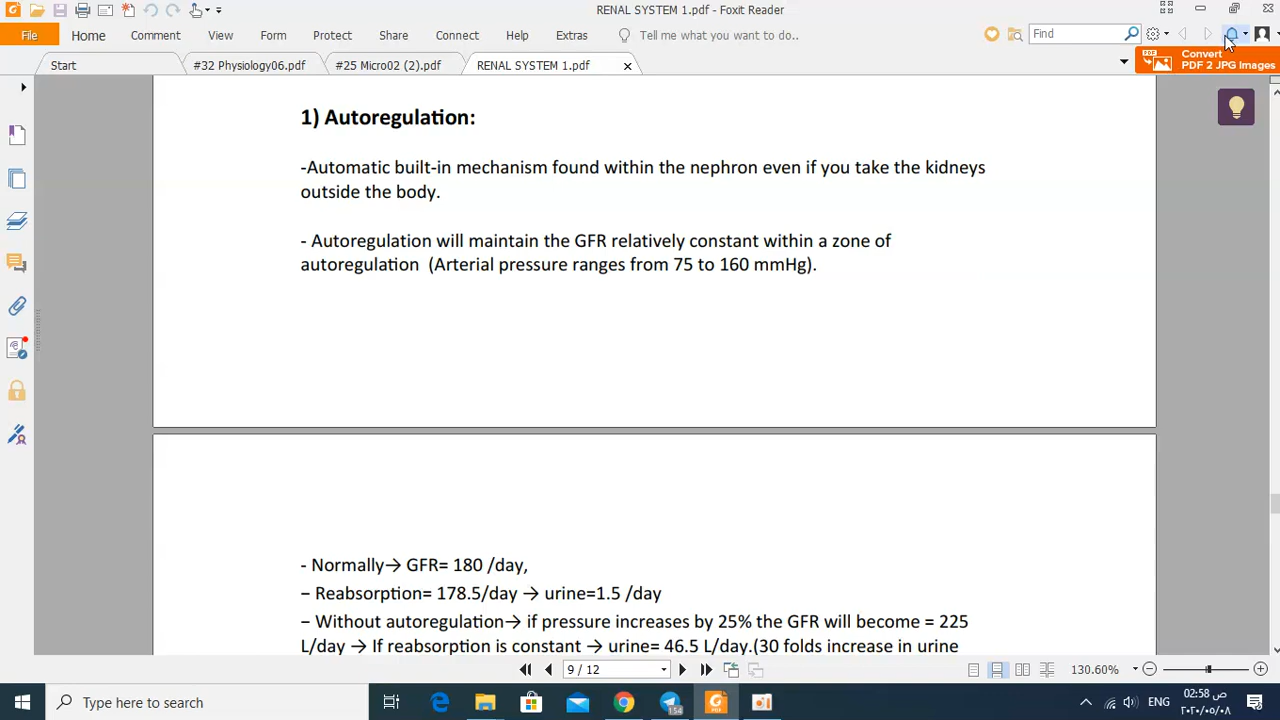 RENAL SYSTEM 1.pdf - Foxit Reader
File Home Comment View Form Protect Share Connect Help Extras Tell me what you want to do.. Find
Convert
PDF 2 JPG Images
Start #32 Physiology06.pdf #25 Micro02 (2).pdf RENAL SYSTEM 1.pdf
1) Autoregulation:
-Automatic built-in mechanism found within the nephron even if you take the kidneys
outside the body.
- Autoregulation will maintain the GFR relatively constant within a zone of
autoregulation (Arterial pressure ranges from 75 to 160 mmHg).
- Normally→ GFR= 180 /day,
− Reabsorption= 178.5/day → urine=1.5 /day
− Without autoregulation→ if pressure increases by 25% the GFR will become = 225
L/day → If reabsorption is constant → urine= 46.5 L/day.(30 folds increase in urine
9 / 12 130.60%
Type here to search 154 PDF ENG 02:58 ص
٢٠٢٠/٠٥/٠٨